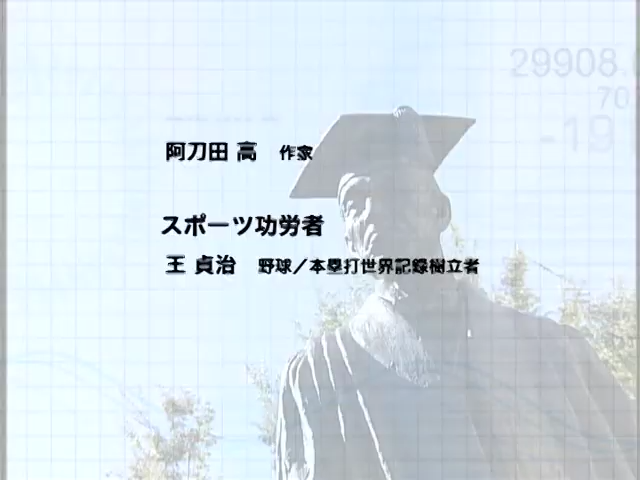 29908.
70
-19
阿刀田 高 作家
スポーツ功労者
王 貞治 野球／本塁打世界記録樹立者